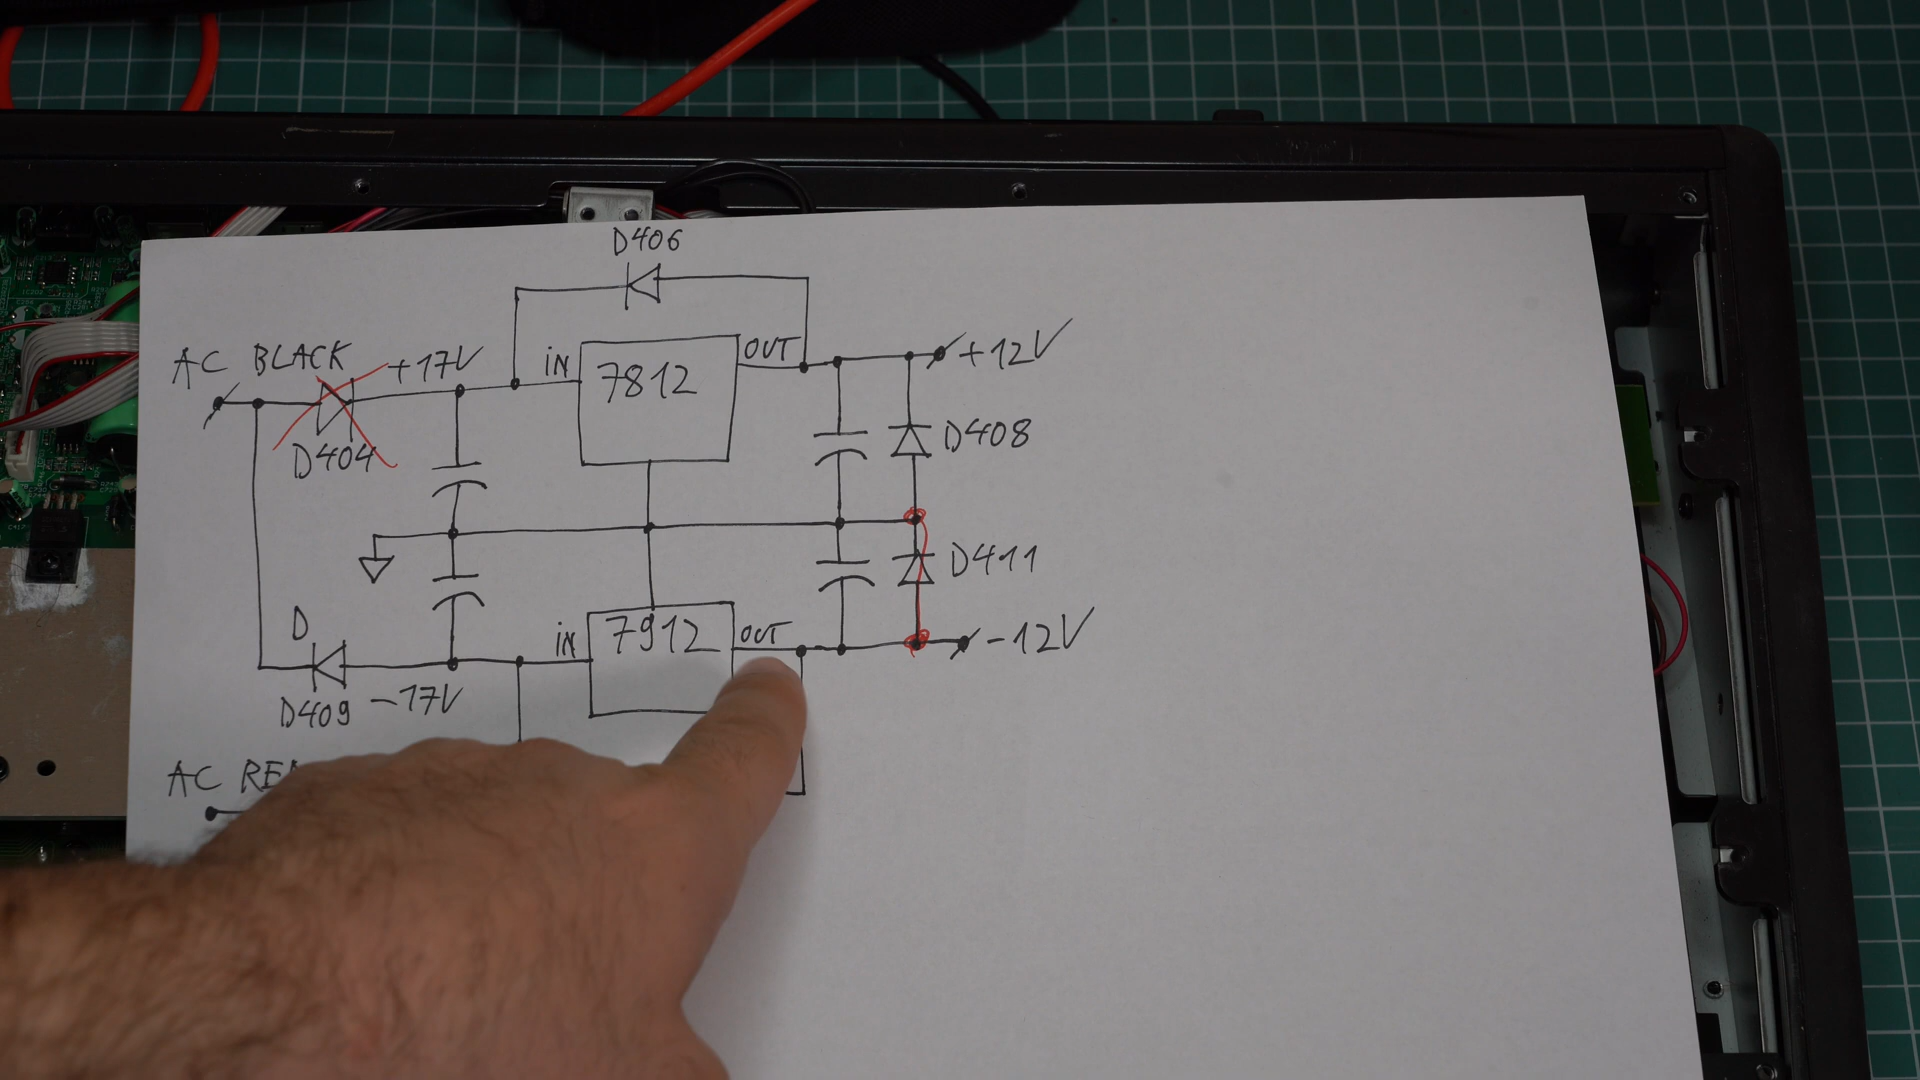 D406
AC BLACK
+17V
IN
7812
OUT
+12V
D404
D408
D411
D
IN
7912
OUT
-12V
D409
-17V
AC